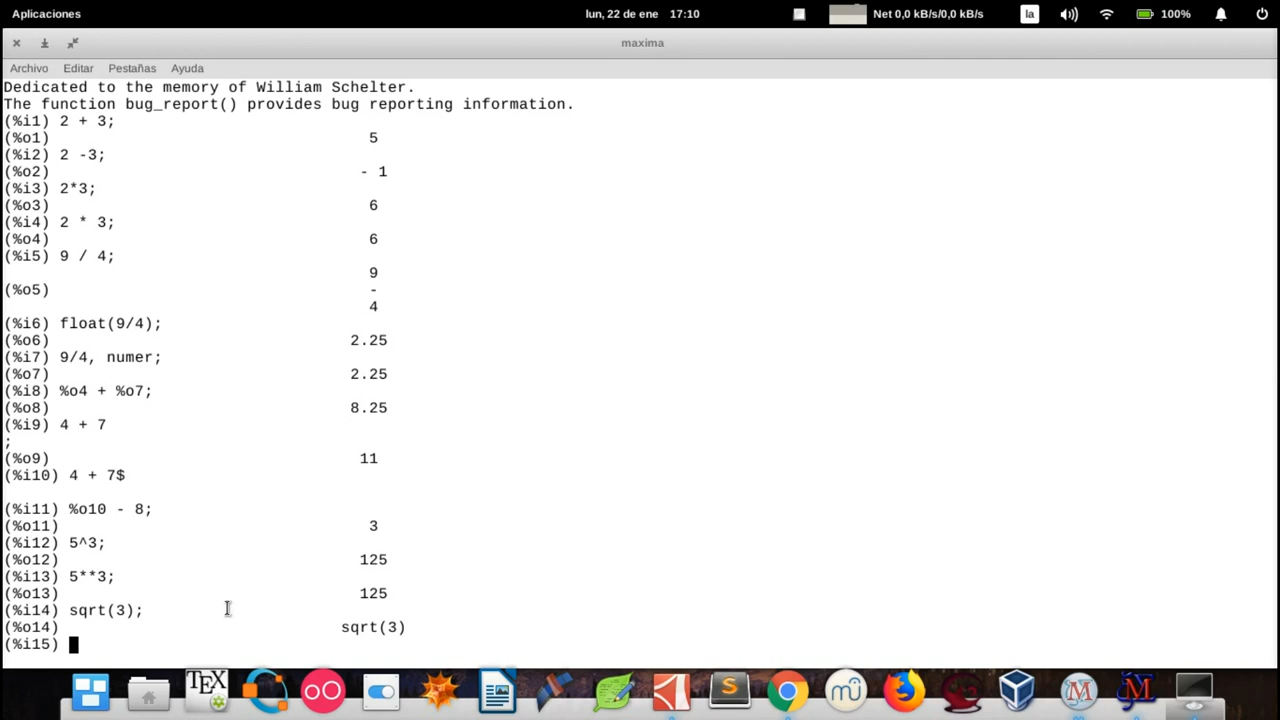 Aplicaciones lun, 22 de ene 17:10 Net 0,0 kB/s/0,0 kB/s la 100%
maxima
Archivo Editar Pestañas Ayuda
Dedicated to the memory of William Schelter.
The function bug_report() provides bug reporting information.
(%i1) 2 + 3;
(%o1) 5
(%i2) 2 -3;
(%o2) - 1
(%i3) 2*3;
(%o3) 6
(%i4) 2 * 3;
(%o4) 6
(%i5) 9 / 4;
9
(%o5) -
4
(%i6) float(9/4);
(%o6) 2.25
(%i7) 9/4, numer;
(%o7) 2.25
(%i8) %o4 + %o7;
(%o8) 8.25
(%i9) 4 + 7
;
(%o9) 11
(%i10) 4 + 7$
(%i11) %o10 - 8;
(%o11) 3
(%i12) 5^3;
(%o12) 125
(%i13) 5**3;
(%o13) 125
(%i14) sqrt(3);
(%o14) sqrt(3)
(%i15)
TEX S mü M M